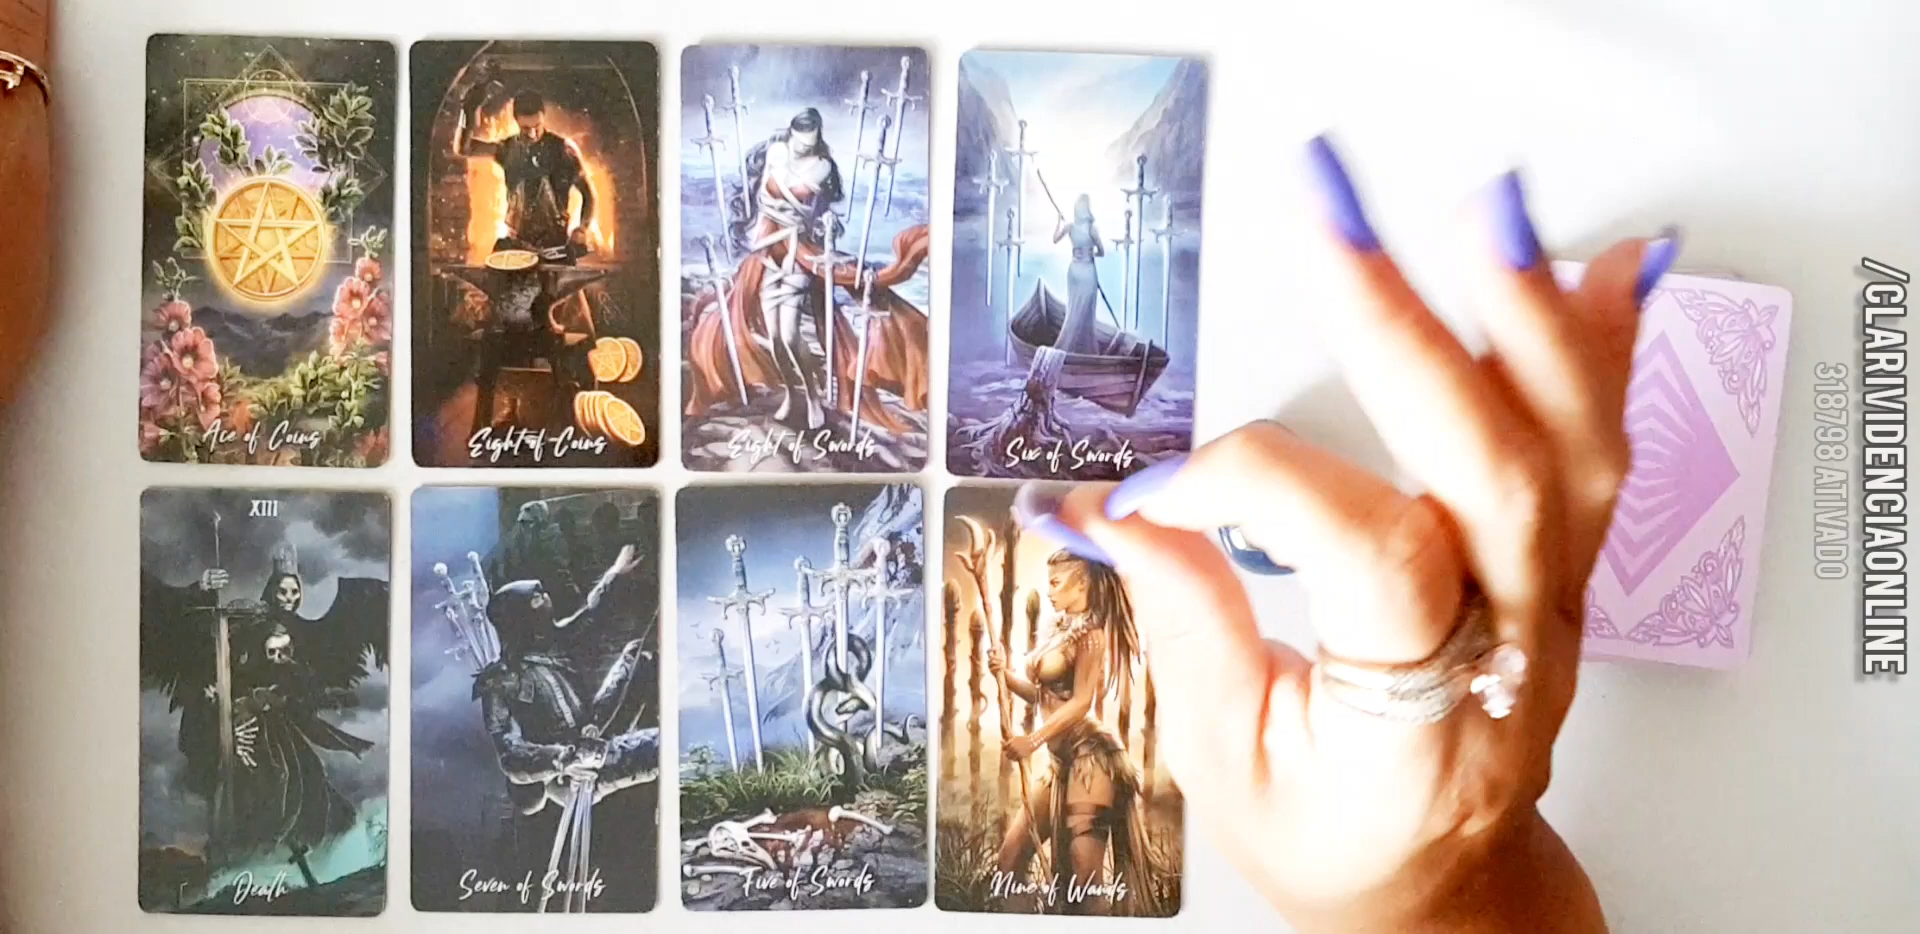 Ace of Coins
Eight of Coins
Eight of Swords
Six of Swords
XIII
Death
Seven of Swords
Five of Swords
Nine of Wands
/CLARIVIDENCIAONLINE
318798 ATIVADO